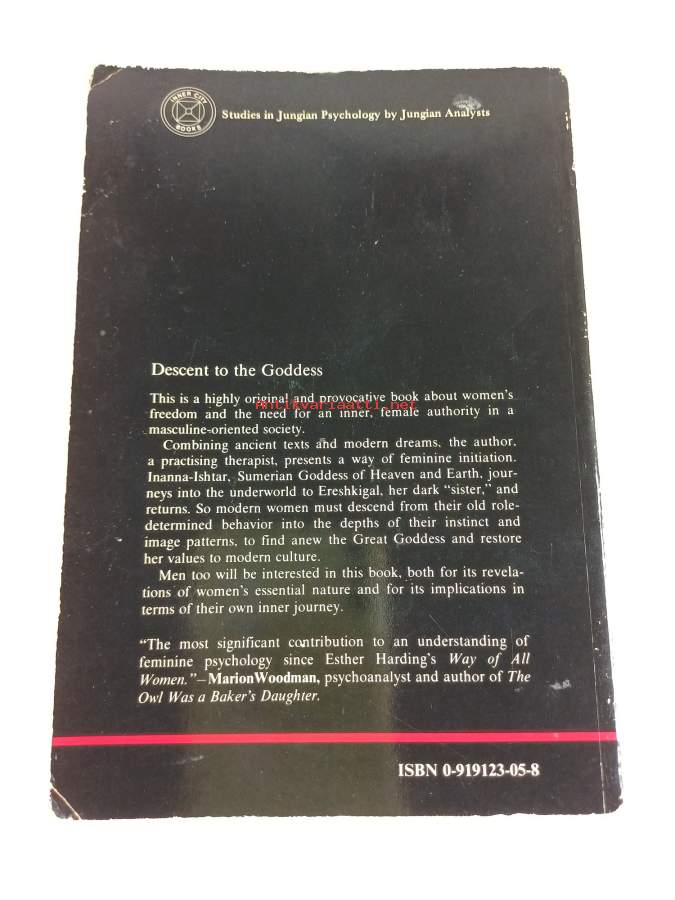 INNER CITY BOOKS
Studies in Jungian Psychology by Jungian Analysts
Descent to the Goddess
This is a highly original and provocative book about women's
antikvariaatti.net
freedom and the need for an inner, female authority in a
masculine-oriented society.
Combining ancient texts and modern dreams, the author,
a practising therapist, presents a way of feminine initiation.
Inanna-Ishtar, Sumerian Goddess of Heaven and Earth, jour-
neys into the underworld to Ereshkigal, her dark “sister,” and
returns. So modern women must descend from their old role-
determined behavior into the depths of their instinct and
image patterns, to find anew the Great Goddess and restore
her values to modern culture.
Men too will be interested in this book, both for its revela-
tions of women's essential nature and for its implications in
terms of their own inner journey.
“The most significant contribution to an understanding of
feminine psychology since Esther Harding's Way of All
Women.”—Marion Woodman, psychoanalyst and author of The
Owl Was a Baker's Daughter.
ISBN 0-919123-05-8